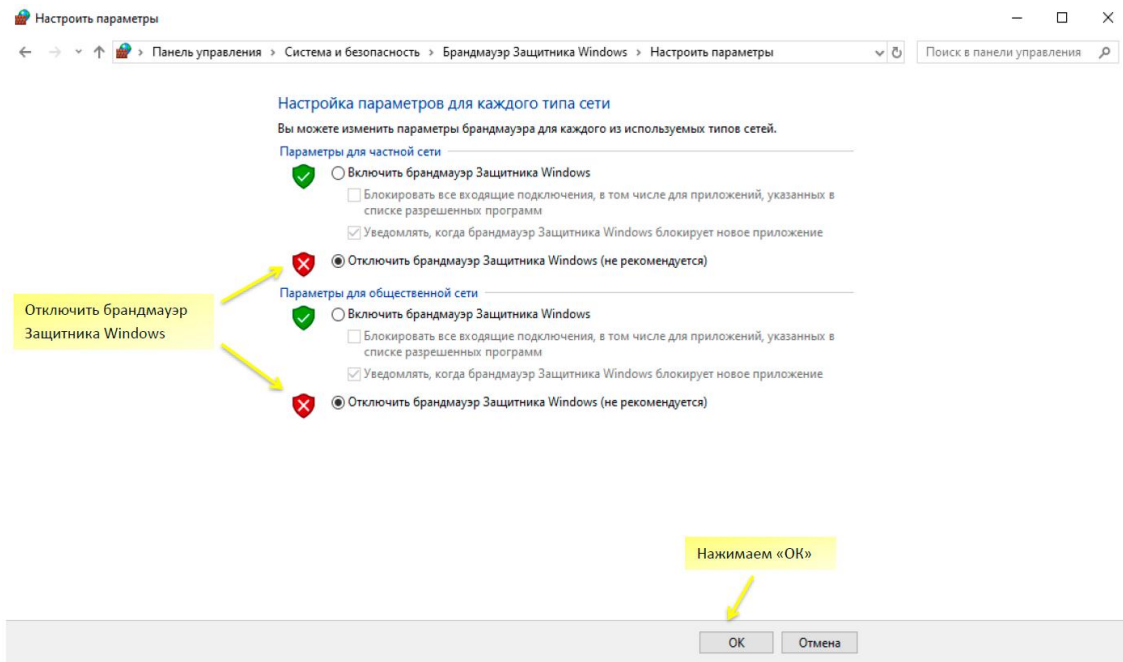 Настроить параметры
Панель управления › Система и безопасность › Брандмауэр Защитника Windows › Настроить параметры
Поиск в панели управления
Настройка параметров для каждого типа сети
Вы можете изменить параметры брандмауэра для каждого из используемых типов сетей.
Параметры для частной сети
Включить брандмауэр Защитника Windows
Блокировать все входящие подключения, в том числе для приложений, указанных в
списке разрешенных программ
Уведомлять, когда брандмауэр Защитника Windows блокирует новое приложение
Отключить брандмауэр Защитника Windows (не рекомендуется)
Отключить брандмауэр
Защитника Windows
Параметры для общественной сети
Включить брандмауэр Защитника Windows
Блокировать все входящие подключения, в том числе для приложений, указанных в
списке разрешенных программ
Уведомлять, когда брандмауэр Защитника Windows блокирует новое приложение
Отключить брандмауэр Защитника Windows (не рекомендуется)
Нажимаем «ОК»
ОК
Отмена